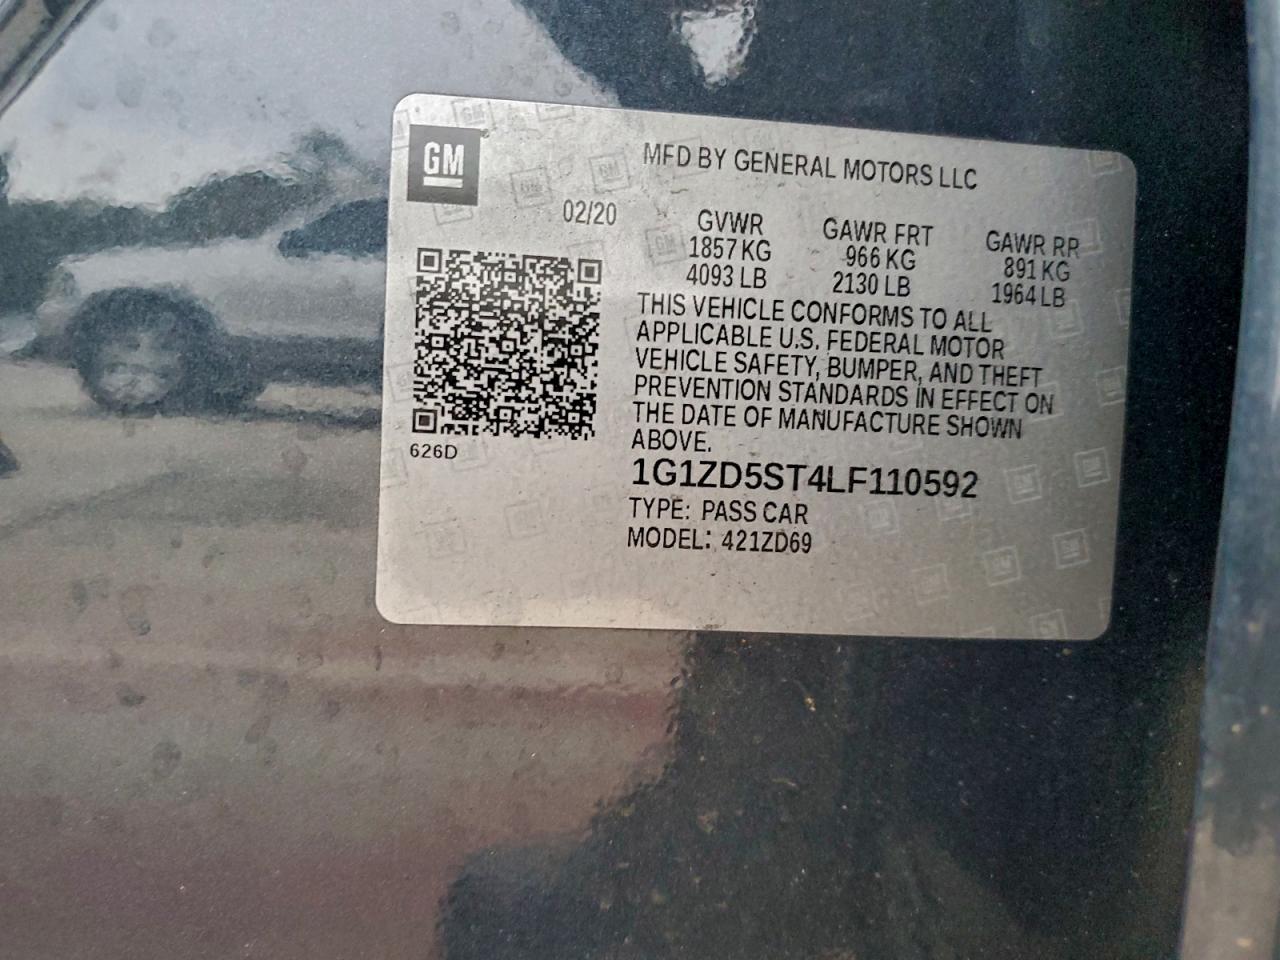 GM
MFD BY GENERAL MOTORS LLC
02/20
GVWR
1857 KG
4093 LB
GAWR FRT
966 KG
2130 LB
GAWR RR
891 KG
1964 LB
THIS VEHICLE CONFORMS TO ALL
APPLICABLE U.S. FEDERAL MOTOR
VEHICLE SAFETY, BUMPER, AND THEFT
PREVENTION STANDARDS IN EFFECT ON
THE DATE OF MANUFACTURE SHOWN
ABOVE.
626D
1G1ZD5ST4LF110592
TYPE: PASS CAR
MODEL: 421ZD69